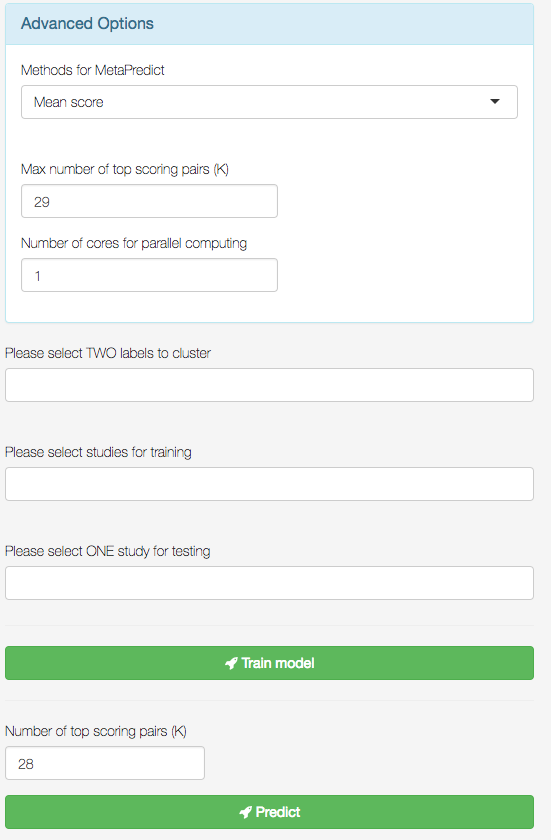 Advanced Options
Methods for MetaPredict
Mean score
Max number of top scoring pairs (K)
29
Number of cores for parallel computing
1
Please select TWO labels to cluster
Please select studies for training
Please select ONE study for testing
Train model
Number of top scoring pairs (K)
28
Predict